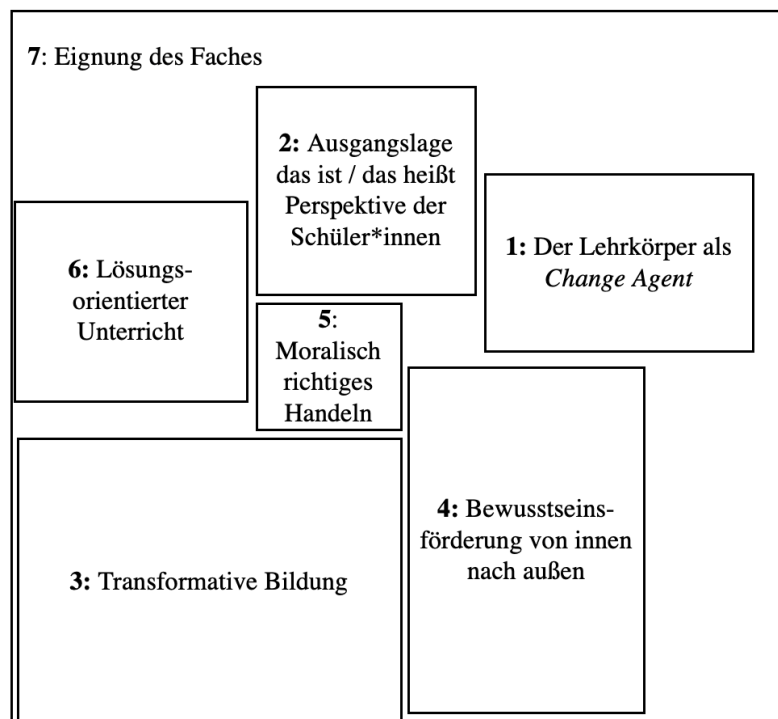 7: Eignung des Faches
2: Ausgangslage
das ist / das heißt
Perspektive der
Schüler*innen
1: Der Lehrkörper als
Change Agent
6: Lösungs-
orientierter
Unterricht
5:
Moralisch
richtiges
Handeln
4: Bewusstseins-
förderung von innen
nach außen
3: Transformative Bildung